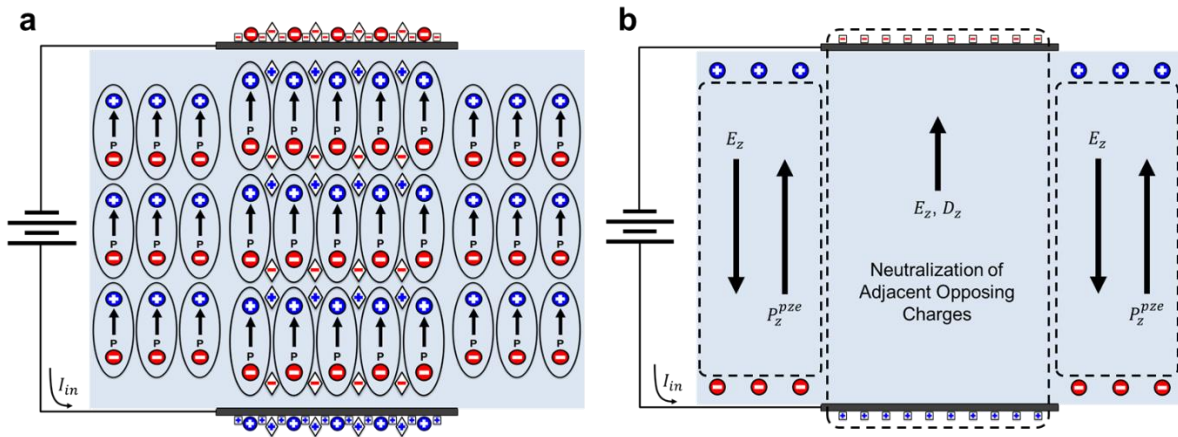 a
P P P P P P P P P P P
P P P P P P P P P P P
P P P P P P P P P P P
I_in
b
E_z
P_z^pze
E_z, D_z
Neutralization of
Adjacent Opposing
Charges
E_z
P_z^pze
I_in